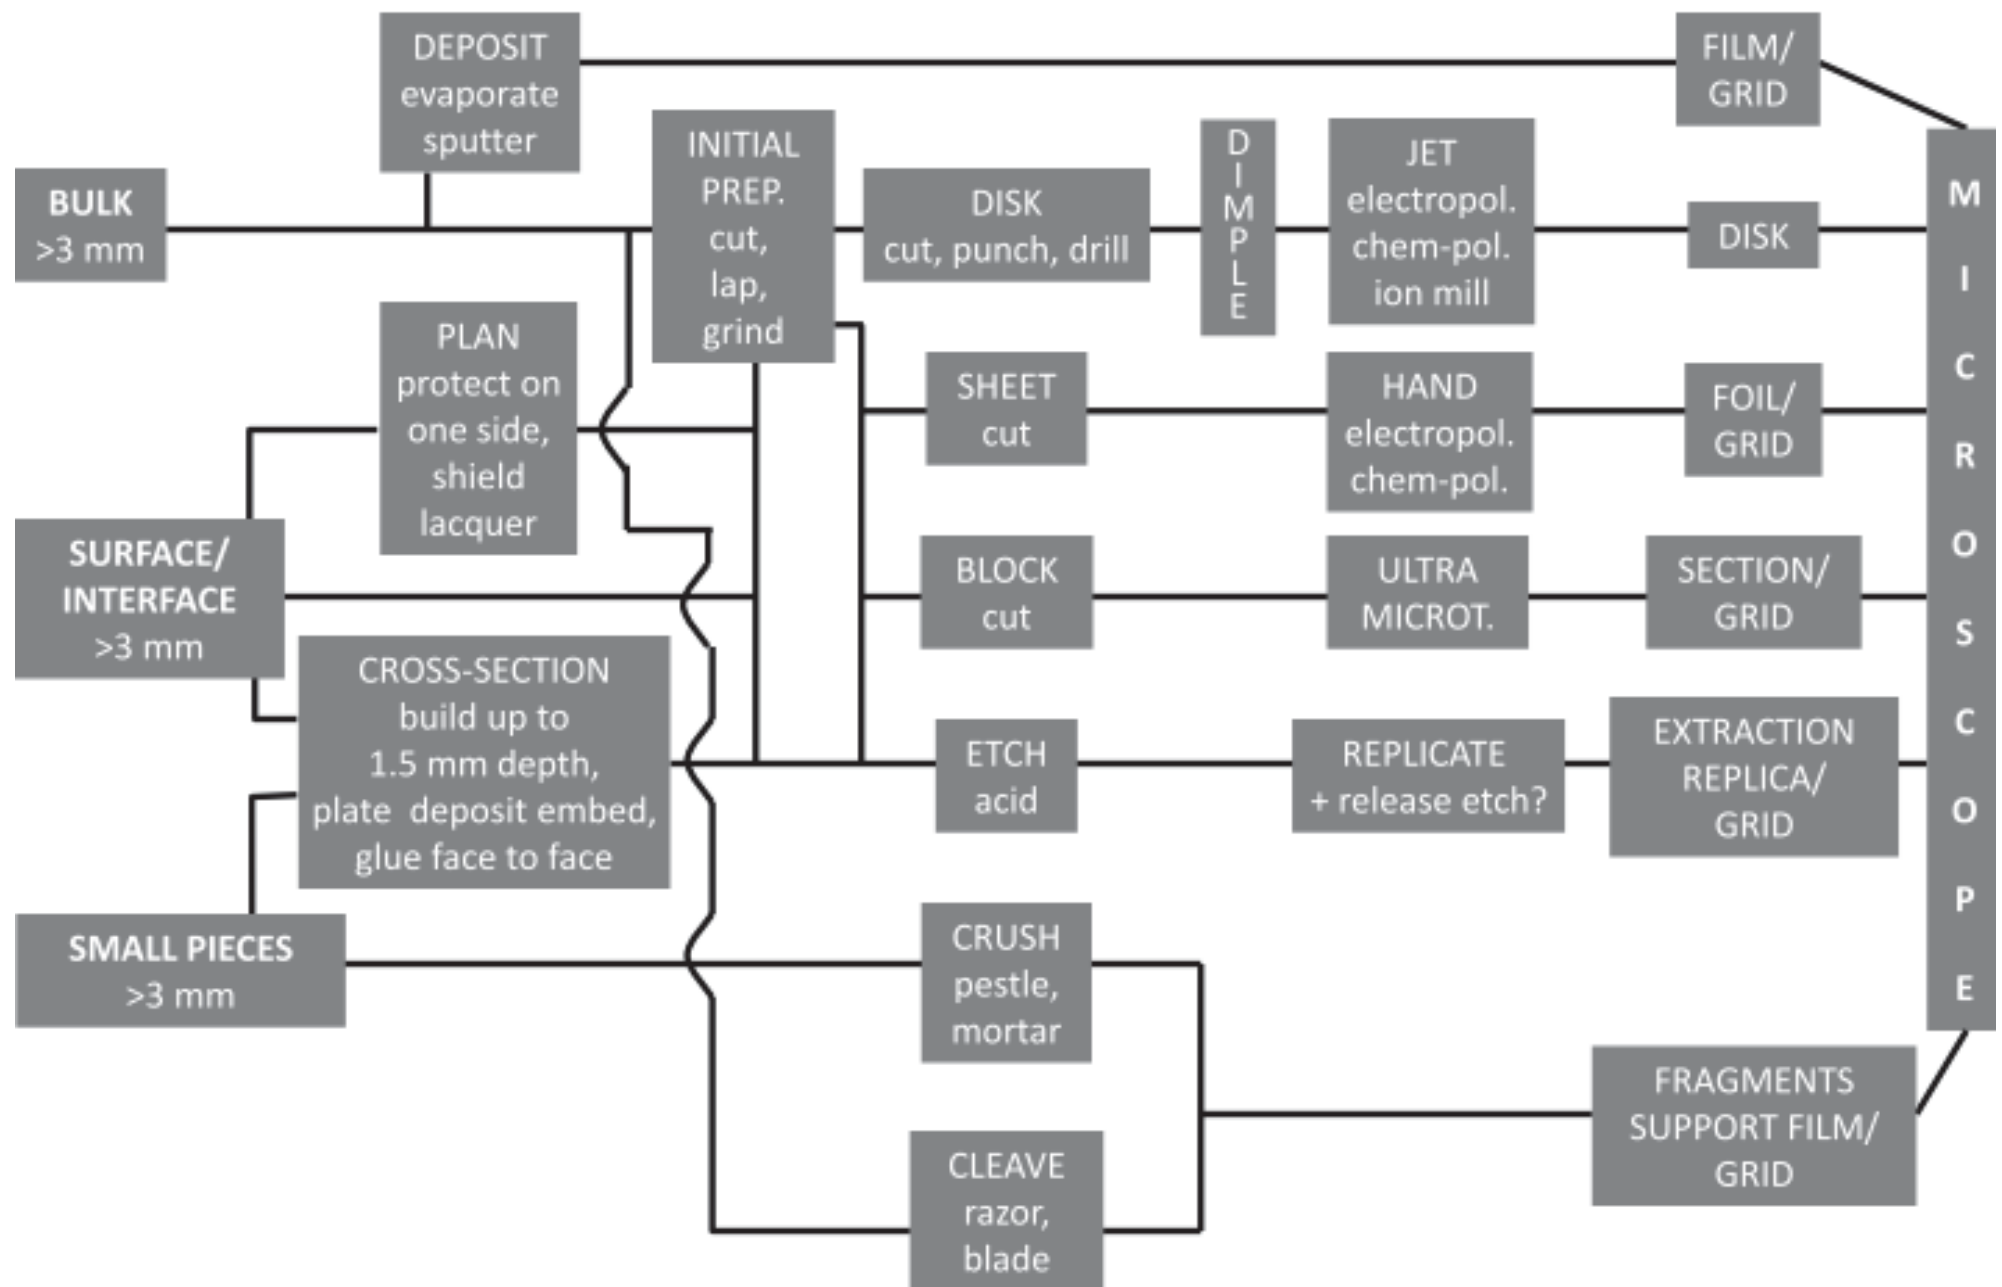 DEPOSIT
evaporate
sputter
FILM/
GRID
BULK
>3 mm
INITIAL
PREP.
cut,
lap,
grind
DISK
cut, punch, drill
DIMPLE
JET
electropol.
chem-pol.
ion mill
DISK
MICROSCOPE
PLAN
protect on
one side,
shield
lacquer
SHEET
cut
HAND
electropol.
chem-pol.
FOIL/
GRID
SURFACE/
INTERFACE
>3 mm
BLOCK
cut
ULTRA
MICROT.
SECTION/
GRID
CROSS-SECTION
build up to
1.5 mm depth,
plate deposit embed,
glue face to face
ETCH
acid
REPLICATE
+ release etch?
EXTRACTION
REPLICA/
GRID
SMALL PIECES
>3 mm
CRUSH
pestle,
mortar
CLEAVE
razor,
blade
FRAGMENTS
SUPPORT FILM/
GRID